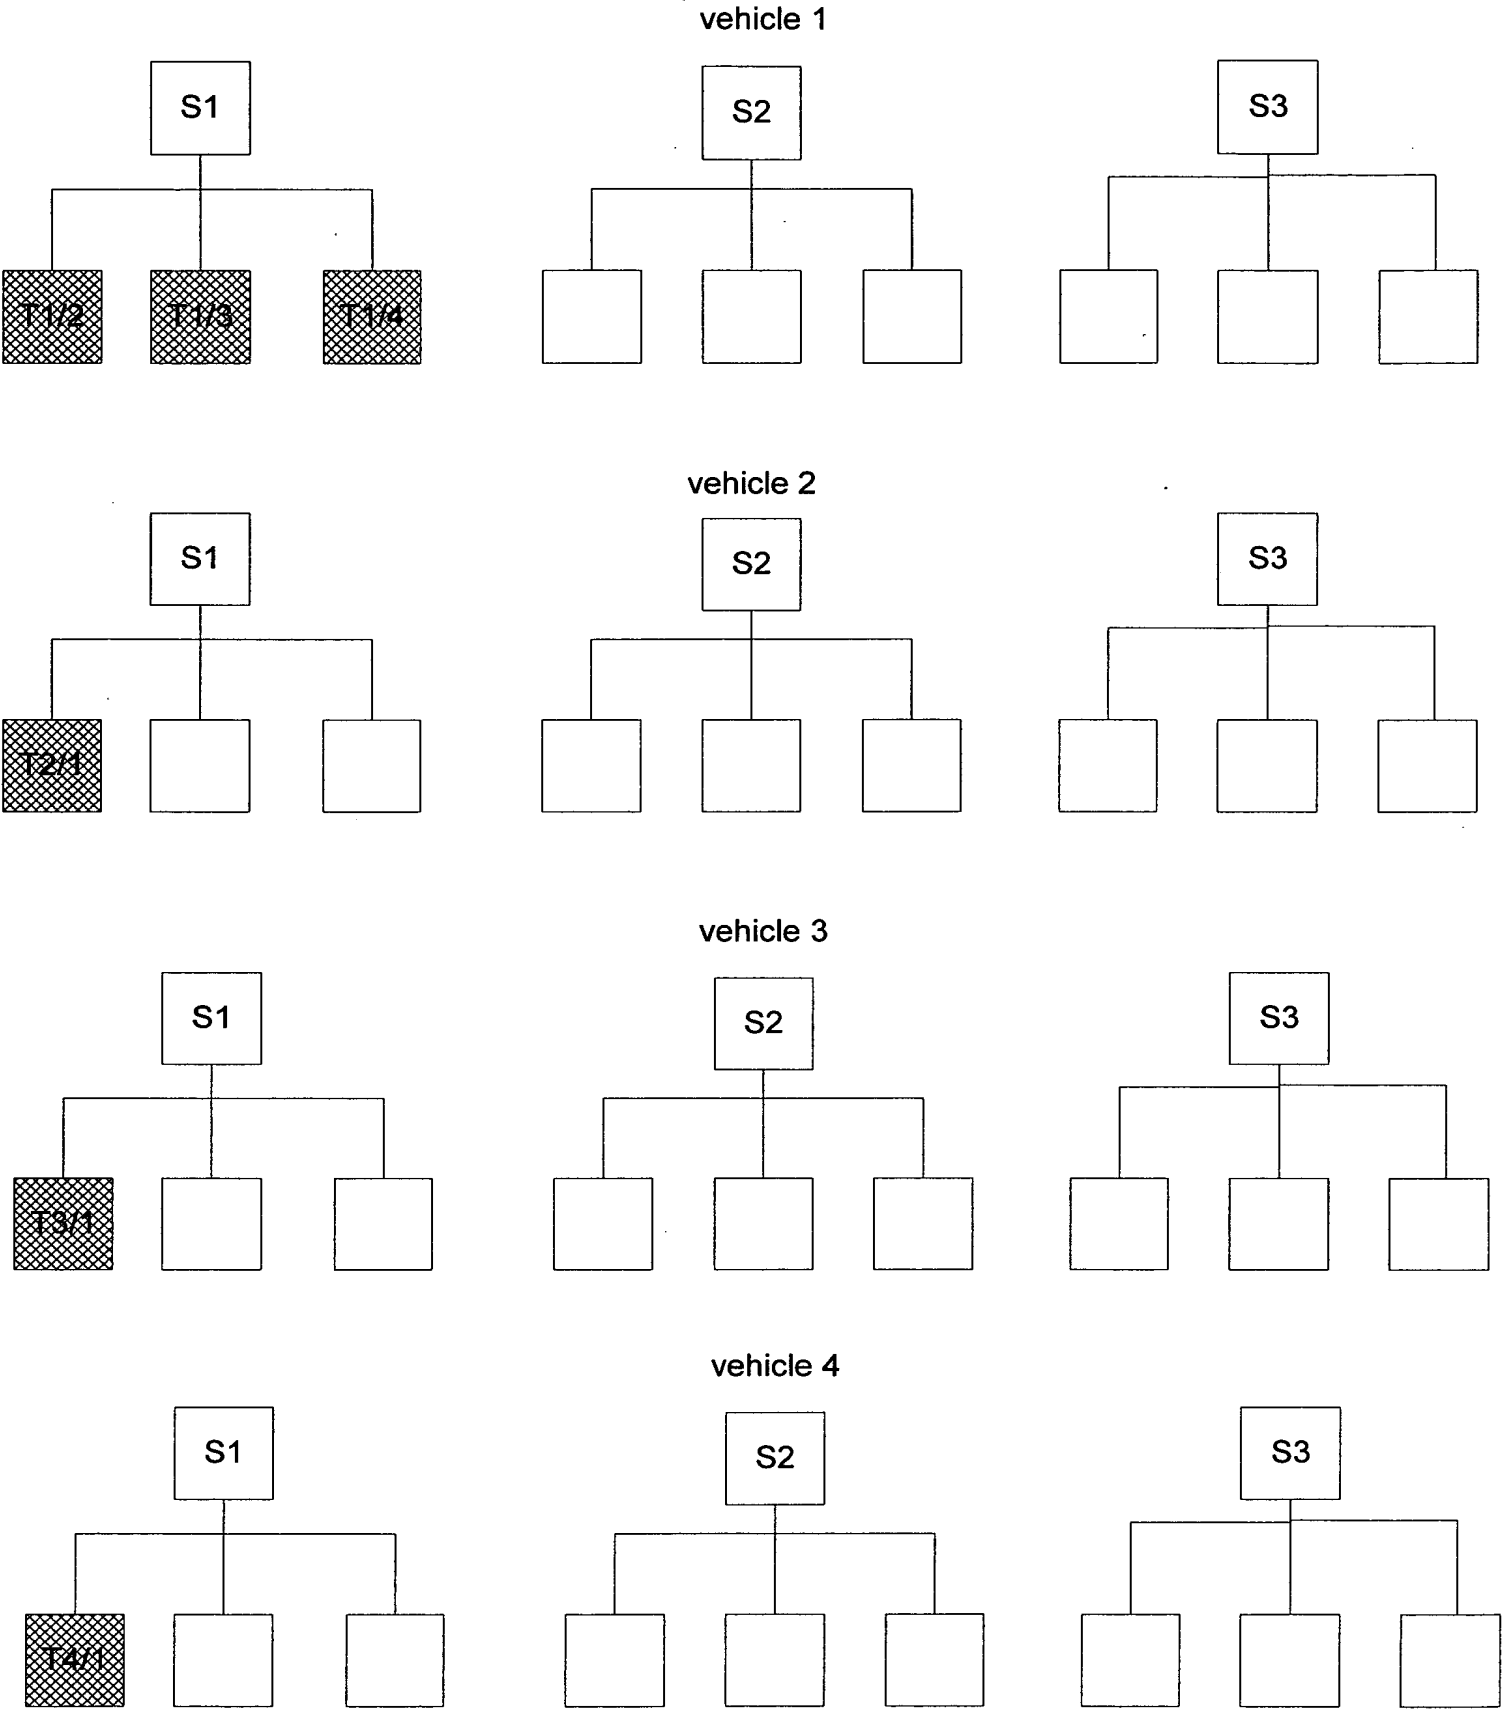 vehicle 1
S1 S2 S3
T1/2 T1/3 T1/4
vehicle 2
S1 S2 S3
T2/1
vehicle 3
S1 S2 S3
T3/1
vehicle 4
S1 S2 S3
T4/1